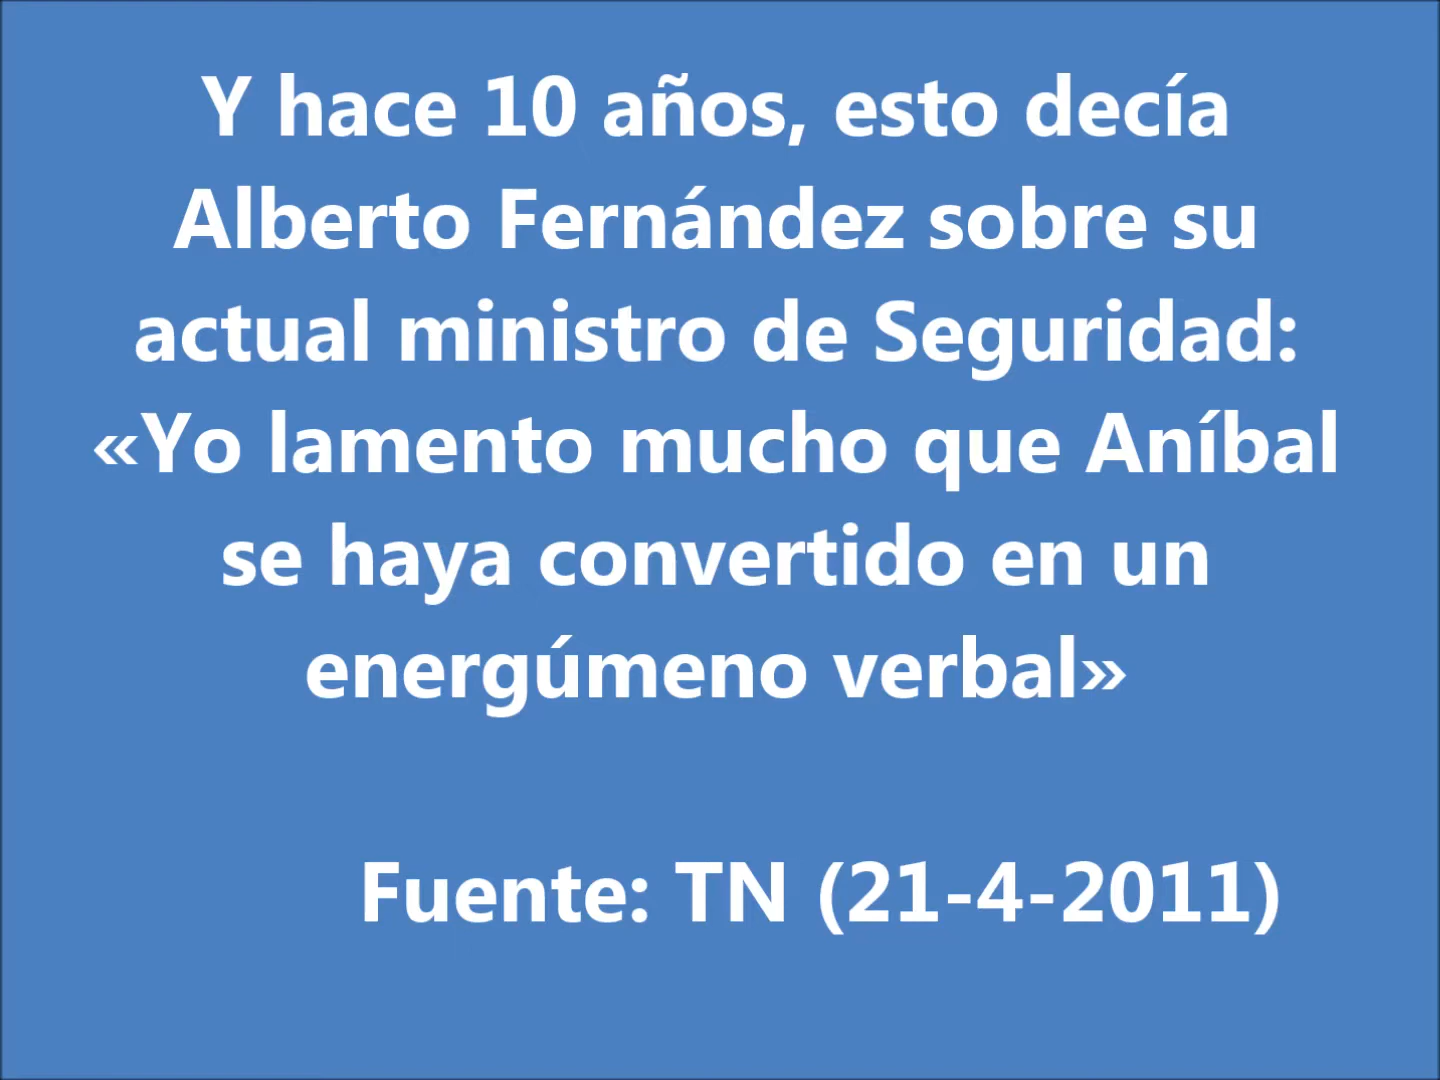 Y hace 10 años, esto decía
Alberto Fernández sobre su
actual ministro de Seguridad:
«Yo lamento mucho que Aníbal
se haya convertido en un
energúmeno verbal»
Fuente: TN (21-4-2011)